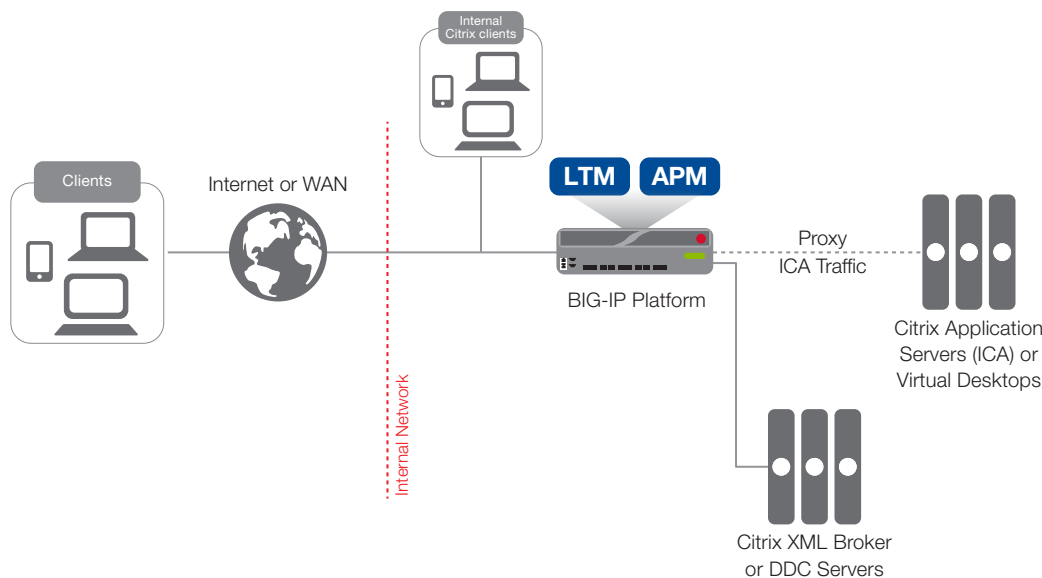 Internal
Citrix clients
Clients
Internet or WAN
LTM
APM
Proxy
ICA Traffic
BIG-IP Platform
Citrix Application
Servers (ICA) or
Virtual Desktops
Internal Network
Citrix XML Broker
or DDC Servers